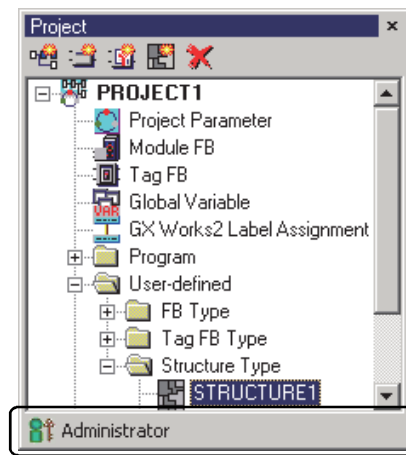 Project
PROJECT1
Project Parameter
Module FB
Tag FB
VAR
Global Variable
GX Works2 Label Assignment
Program
User-defined
FB Type
Tag FB Type
Structure Type
STRUCTURE1
Administrator